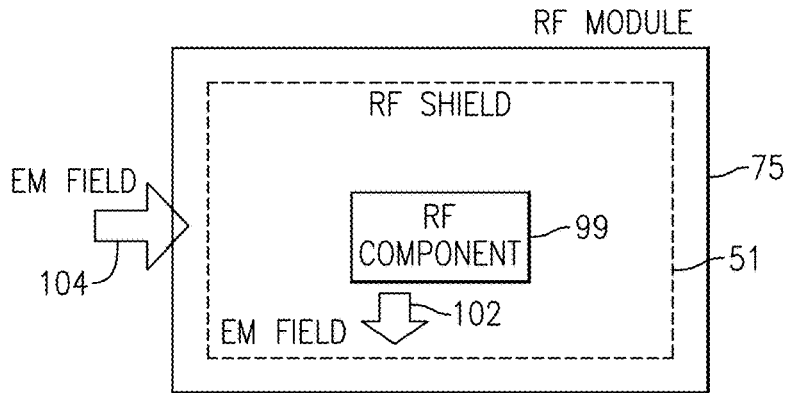 RF MODULE
RF SHIELD
EM FIELD
75
RF
COMPONENT
99
104
51
102
EM FIELD